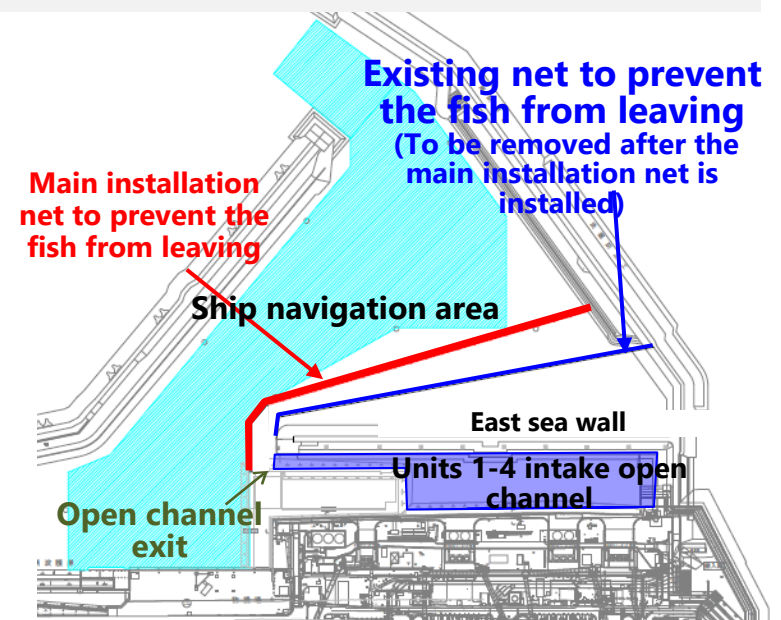 Existing net to prevent
the fish from leaving
(To be removed after the
main installation net is
installed)
Main installation
net to prevent the
fish from leaving
Ship navigation area
East sea wall
Units 1-4 intake open
channel
Open channel
exit